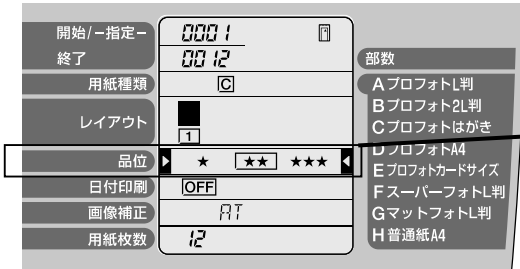 開始/-指定- 0001
終了 0012
用紙種類 C
レイアウト 1
品位 ★ ★★ ★★★
日付印刷 OFF
画像補正 AT
用紙枚数 12
部数
AプロフォトL判
Bプロフォト2L判
Cプロフォトはがき
DプロフォトA4
Eプロフォトカードサイズ
FスーパーフォトL判
GマットフォトL判
H普通紙A4